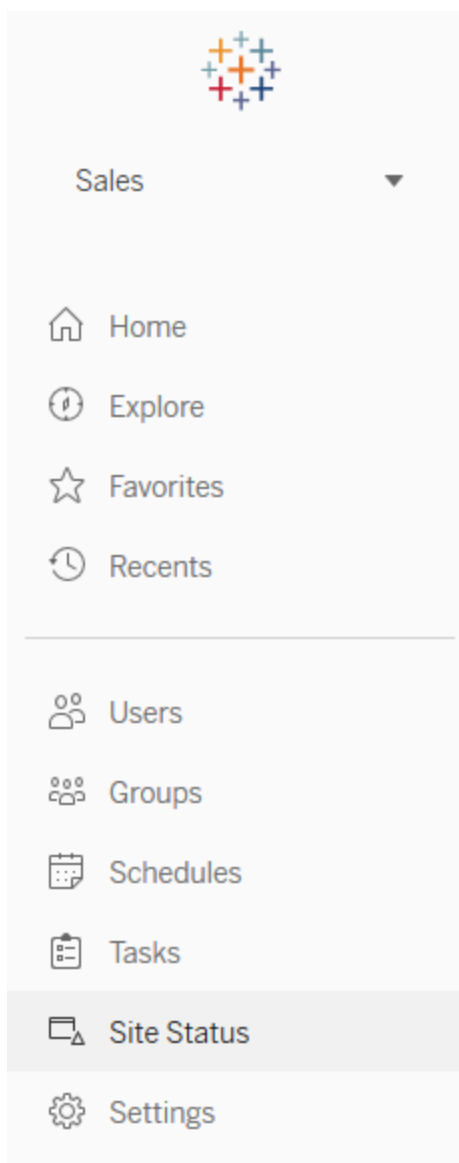 Sales
Home
Explore
Favorites
Recents
Users
Groups
Schedules
Tasks
Site Status
Settings